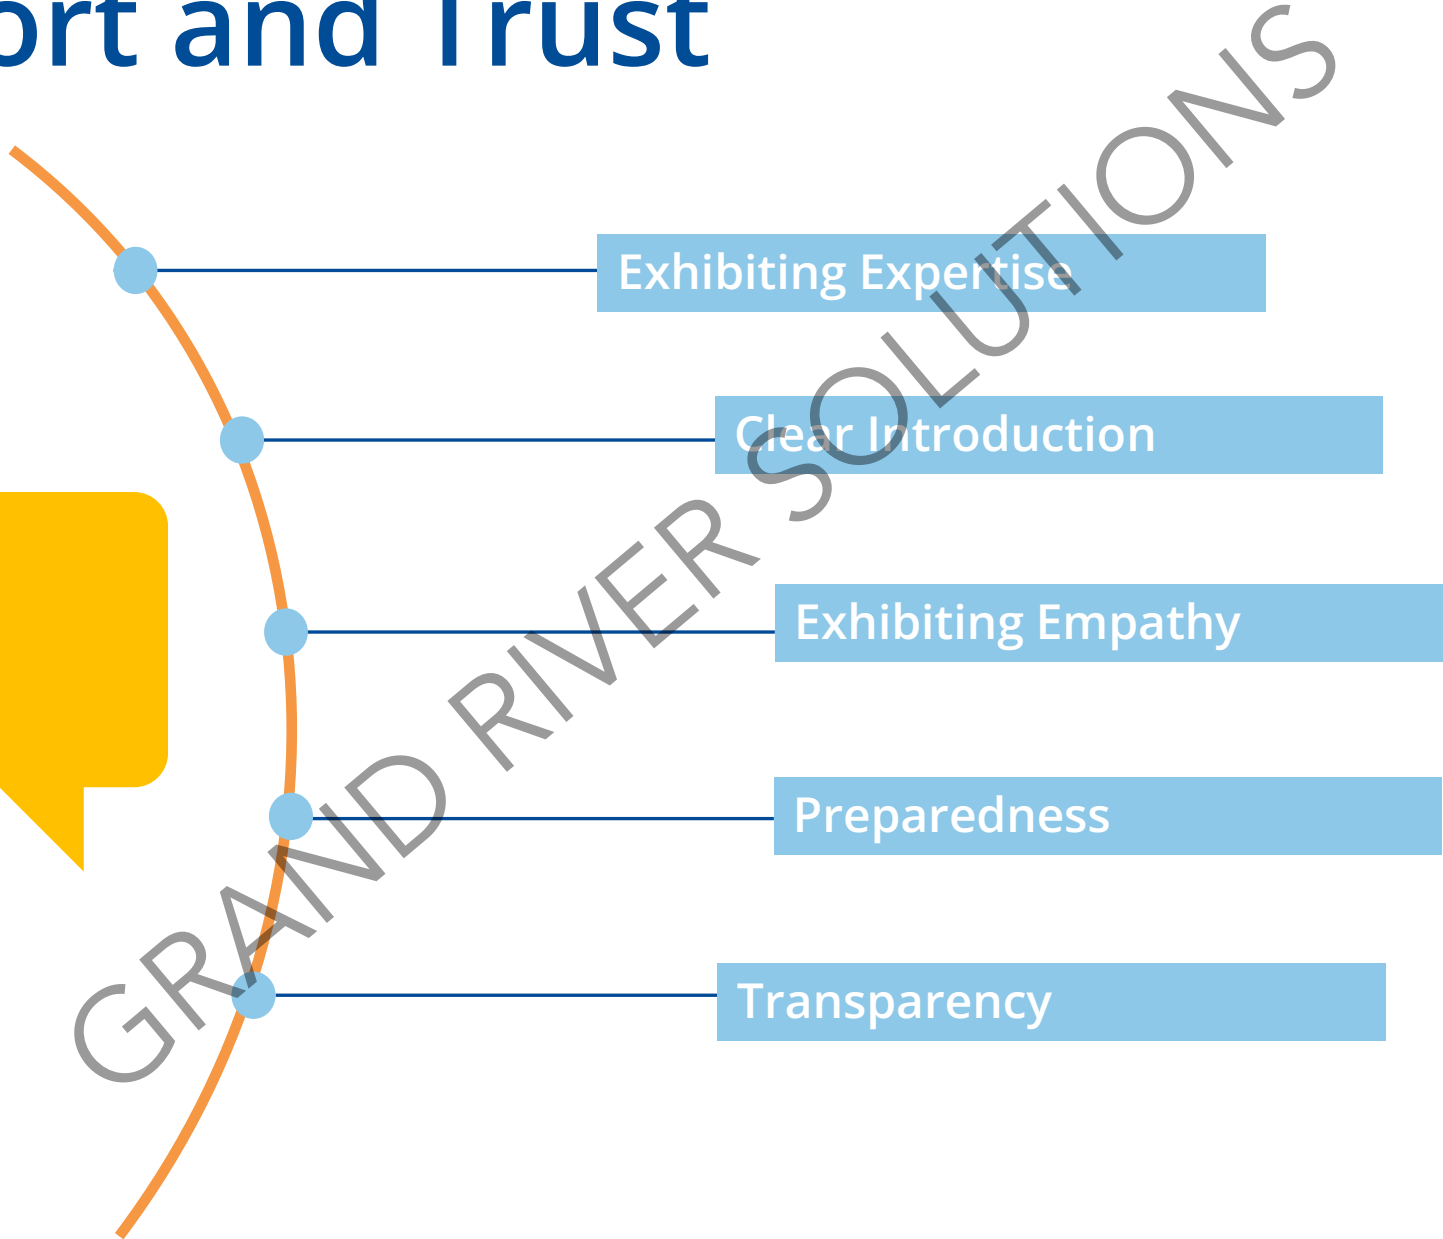 ort and Trust
Exhibiting Expertise
Clear Introduction
Exhibiting Empathy
Preparedness
Transparency
GRAND RIVER SOLUTIONS